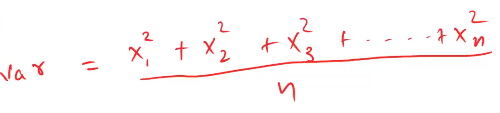 var = (x₁² + x₂² + x₃² + ..... + xₙ²) / n